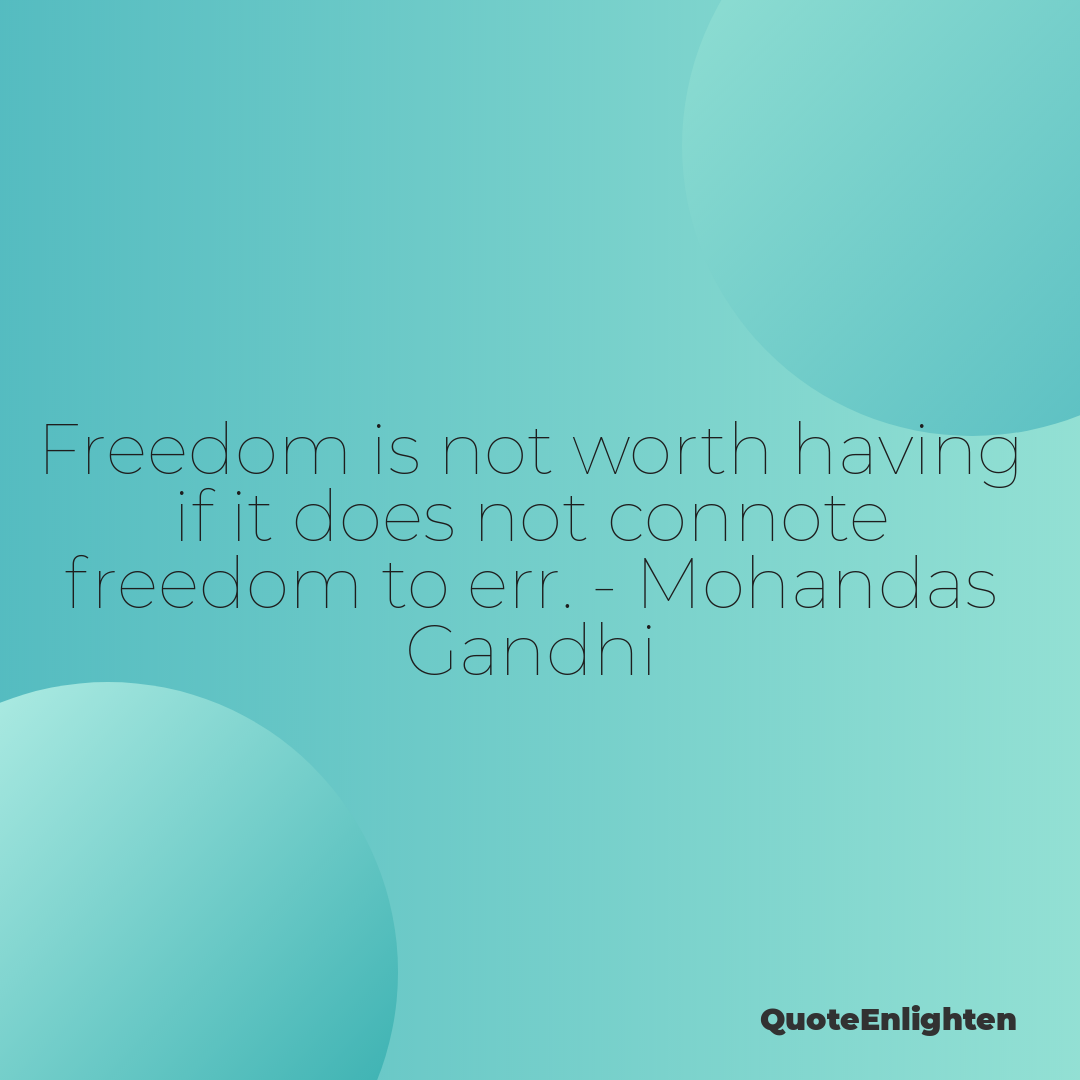 Freedom is not worth having
if it does not connote
freedom to err. - Mohandas
Gandhi
QuoteEnlighten